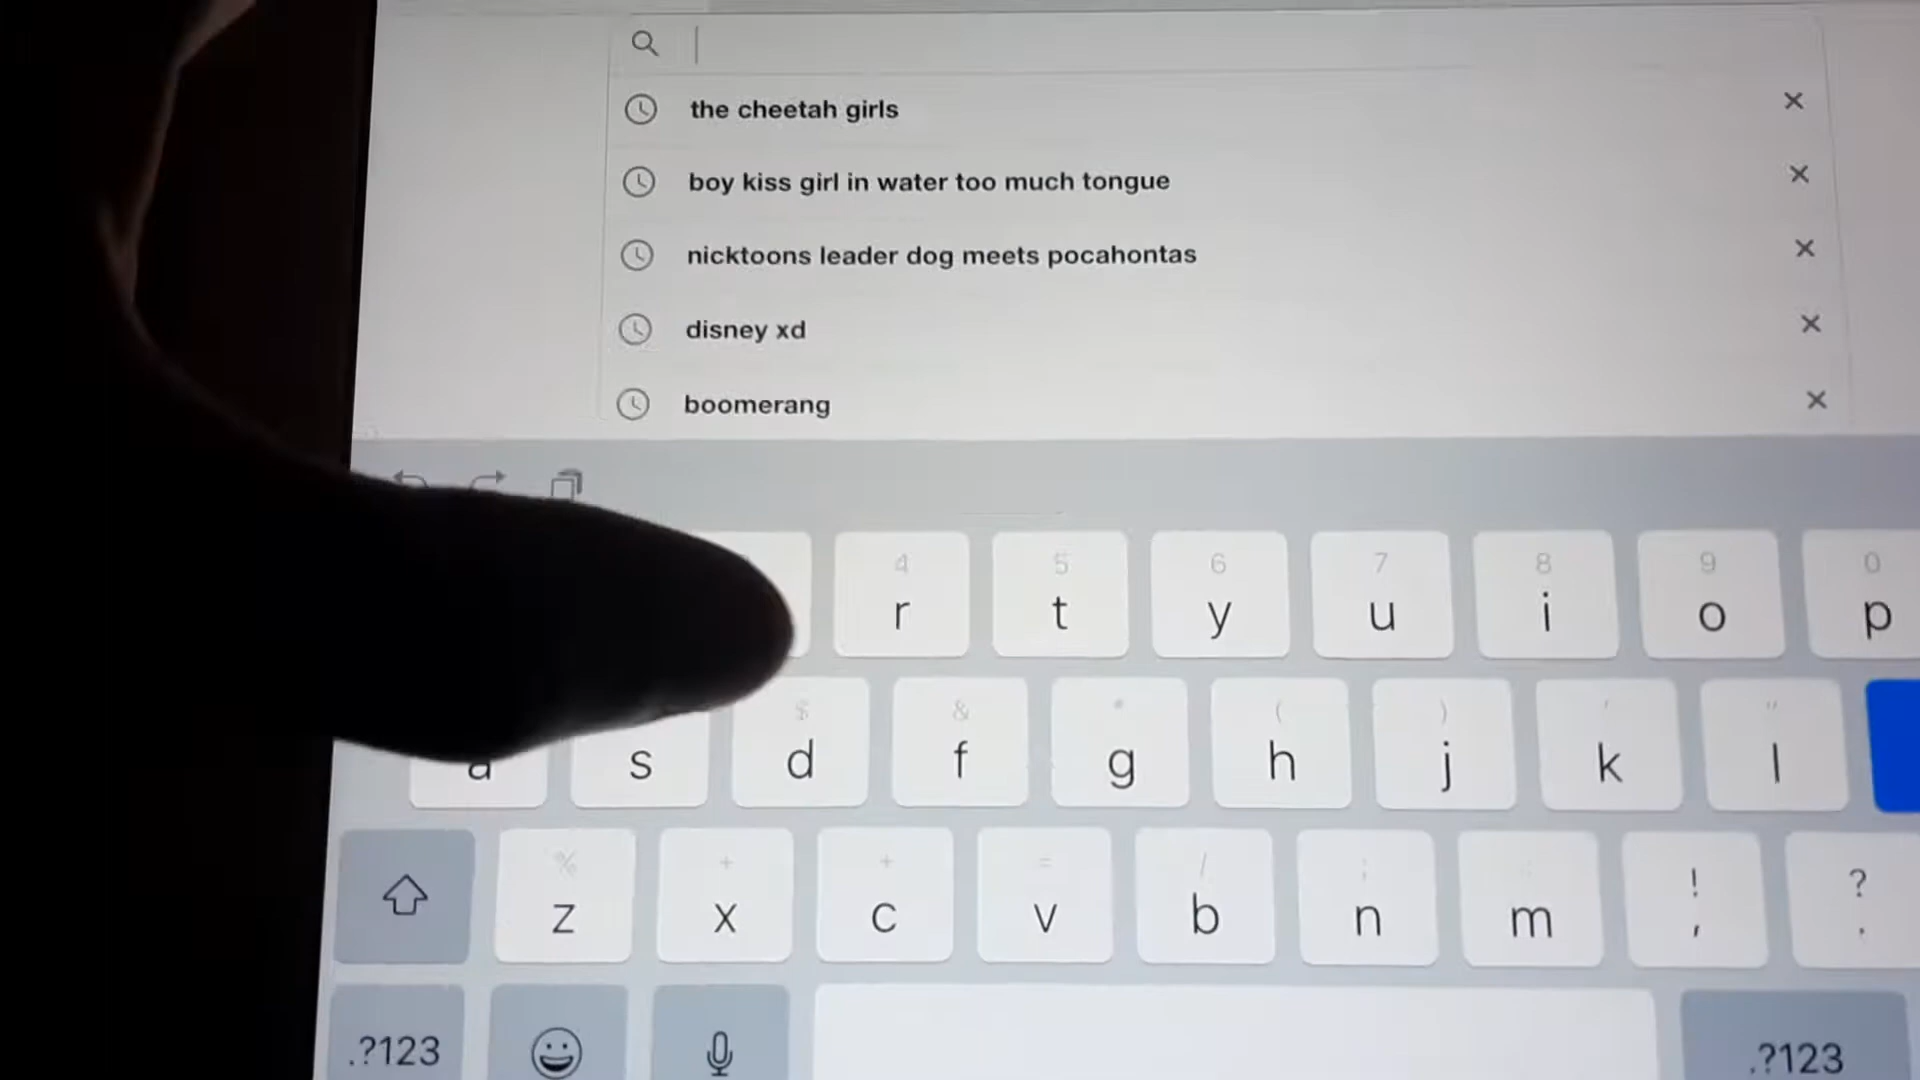 the cheetah girls
boy kiss girl in water too much tongue
nicktoons leader dog meets pocahontas
disney xd
boomerang
4 5 6 7 8 9 0
r t y u i o p
$ & * ( ) ' "
a s d f g h j k l
% + = / ; ! ?
z x c v b n m , .
.?123 .?123